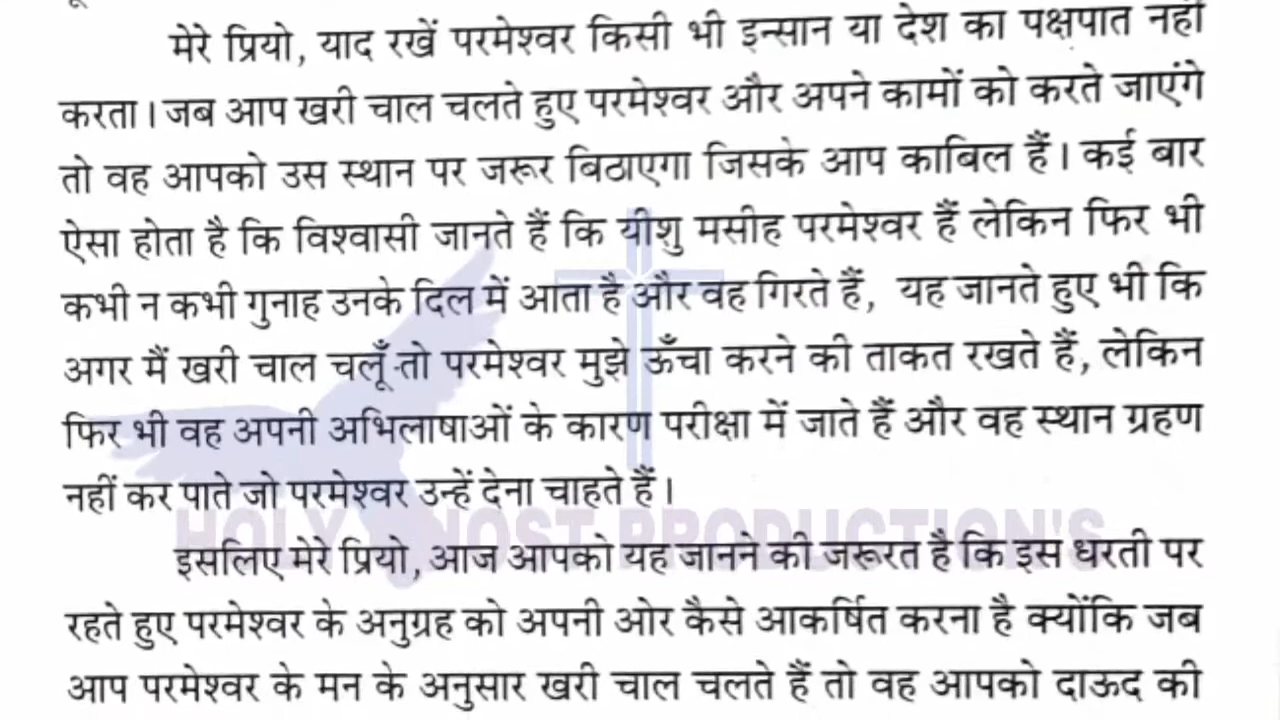 मेरे प्रियो, याद रखें परमेश्वर किसी भी इन्सान या देश का पक्षपात नहीं
करता। जब आप खरी चाल चलते हुए परमेश्वर और अपने कामों को करते जाएंगे
तो वह आपको उस स्थान पर जरूर बिठाएगा जिसके आप काबिल हैं। कई बार
ऐसा होता है कि विश्वासी जानते हैं कि यीशु मसीह परमेश्वर हैं लेकिन फिर भी
कभी न कभी गुनाह उनके दिल में आता है और वह गिरते हैं, यह जानते हुए भी कि
अगर मैं खरी चाल चलूँ तो परमेश्वर मुझे ऊँचा करने की ताकत रखते हैं, लेकिन
फिर भी वह अपनी अभिलाषाओं के कारण परीक्षा में जाते हैं और वह स्थान ग्रहण
नहीं कर पाते जो परमेश्वर उन्हें देना चाहते हैं।
HOLY PRODUCTION'S
इसलिए मेरे प्रियो, आज आपको यह जानने की जरूरत है कि इस धरती पर
रहते हुए परमेश्वर के अनुग्रह को अपनी ओर कैसे आकर्षित करना है क्योंकि जब
आप परमेश्वर के मन के अनुसार खरी चाल चलते हैं तो वह आपको दाऊद की